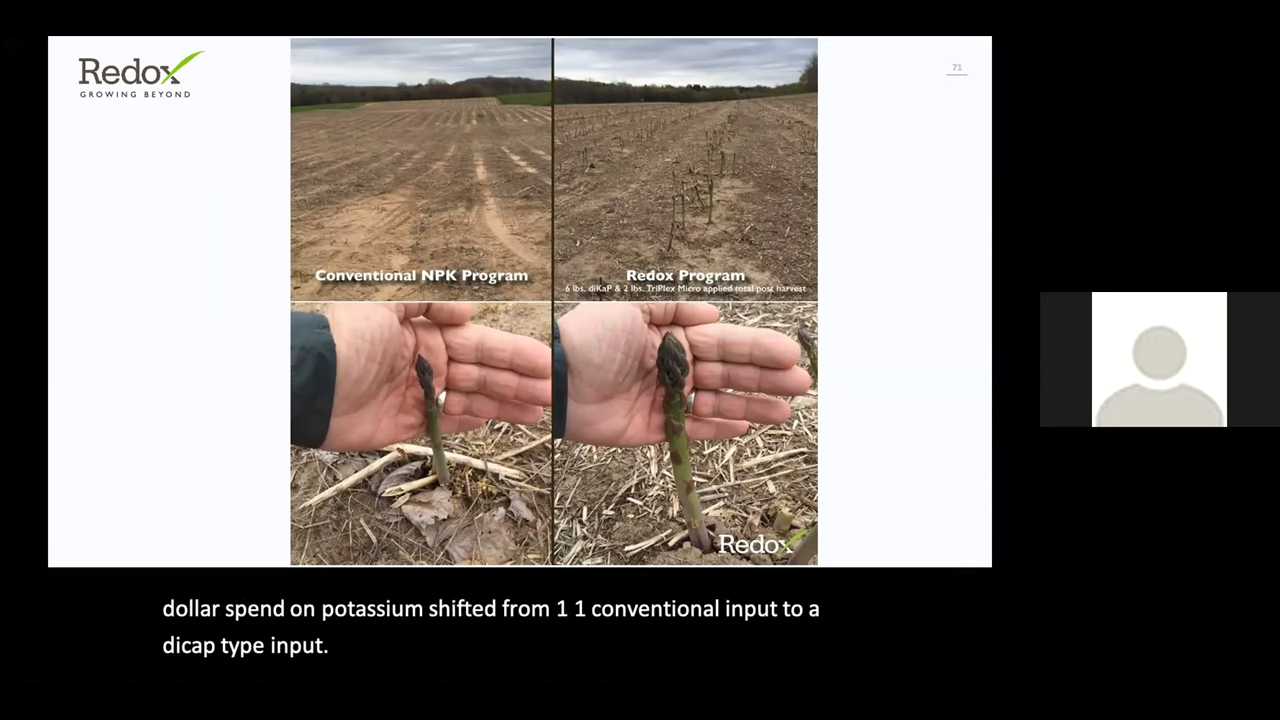 Redox
GROWING BEYOND
71
Conventional NPK Program
Redox Program
6 lbs. diKaP & 2 lbs. TriPlex Micro applied total post harvest
Redox
dollar spend on potassium shifted from 1 1 conventional input to a
dicap type input.